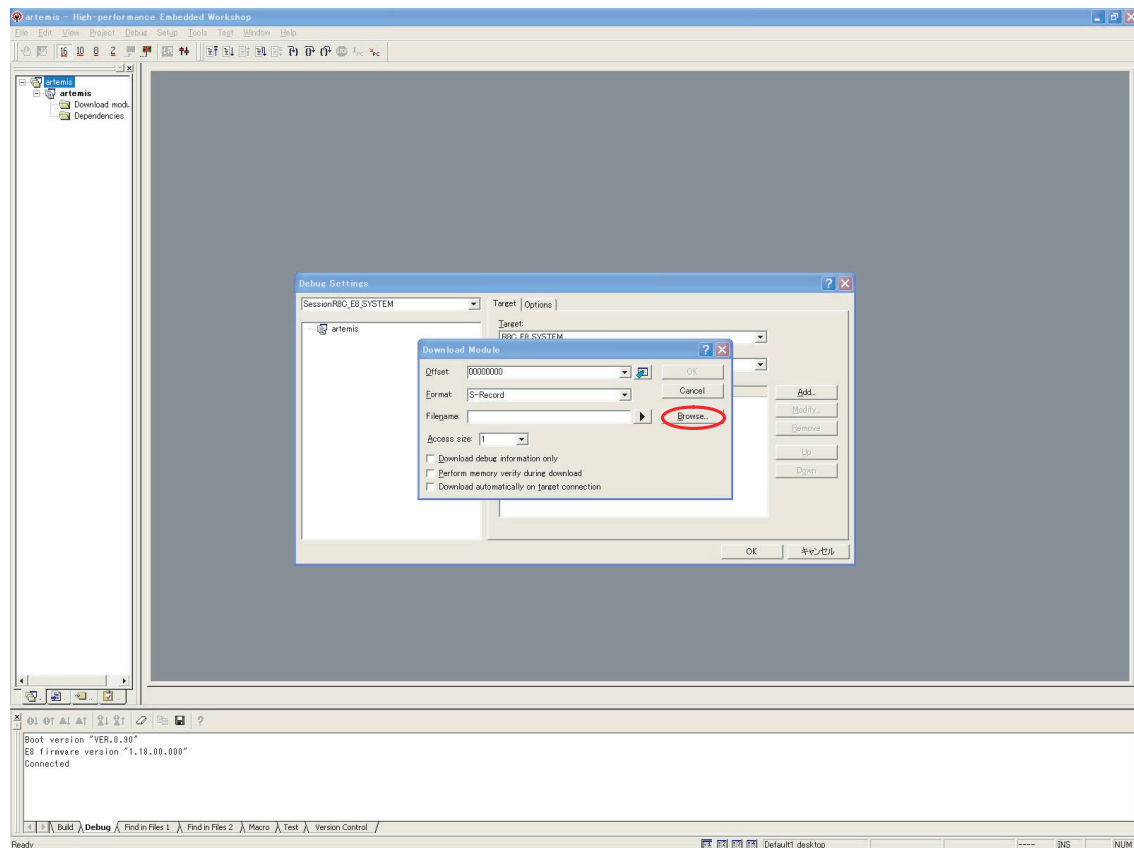 artemis - High-performance Embedded Workshop
File Edit View Project Debug Setup Tools Test Window Help
16 10 8 2
artemis
artemis
Download modu
Dependencies
Debug Settings
SessionR8C_E8_SYSTEM
Target Options
artemis
Target:
R8C E8 SYSTEM
Download Module
Offset: 00000000
OK
Format: S-Record
Cancel
Filename:
Browse...
Access size: 1
Download debug information only
Perform memory verify during download
Download automatically on target connection
Add...
Modify...
Remove
Up
Down
OK キャンセル
Boot version "VER.0.90"
E8 firmware version "1.18.00.000"
Connected
Build Debug Find in Files 1 Find in Files 2 Macro Test Version Control
Ready
Default1 desktop
INS NUM